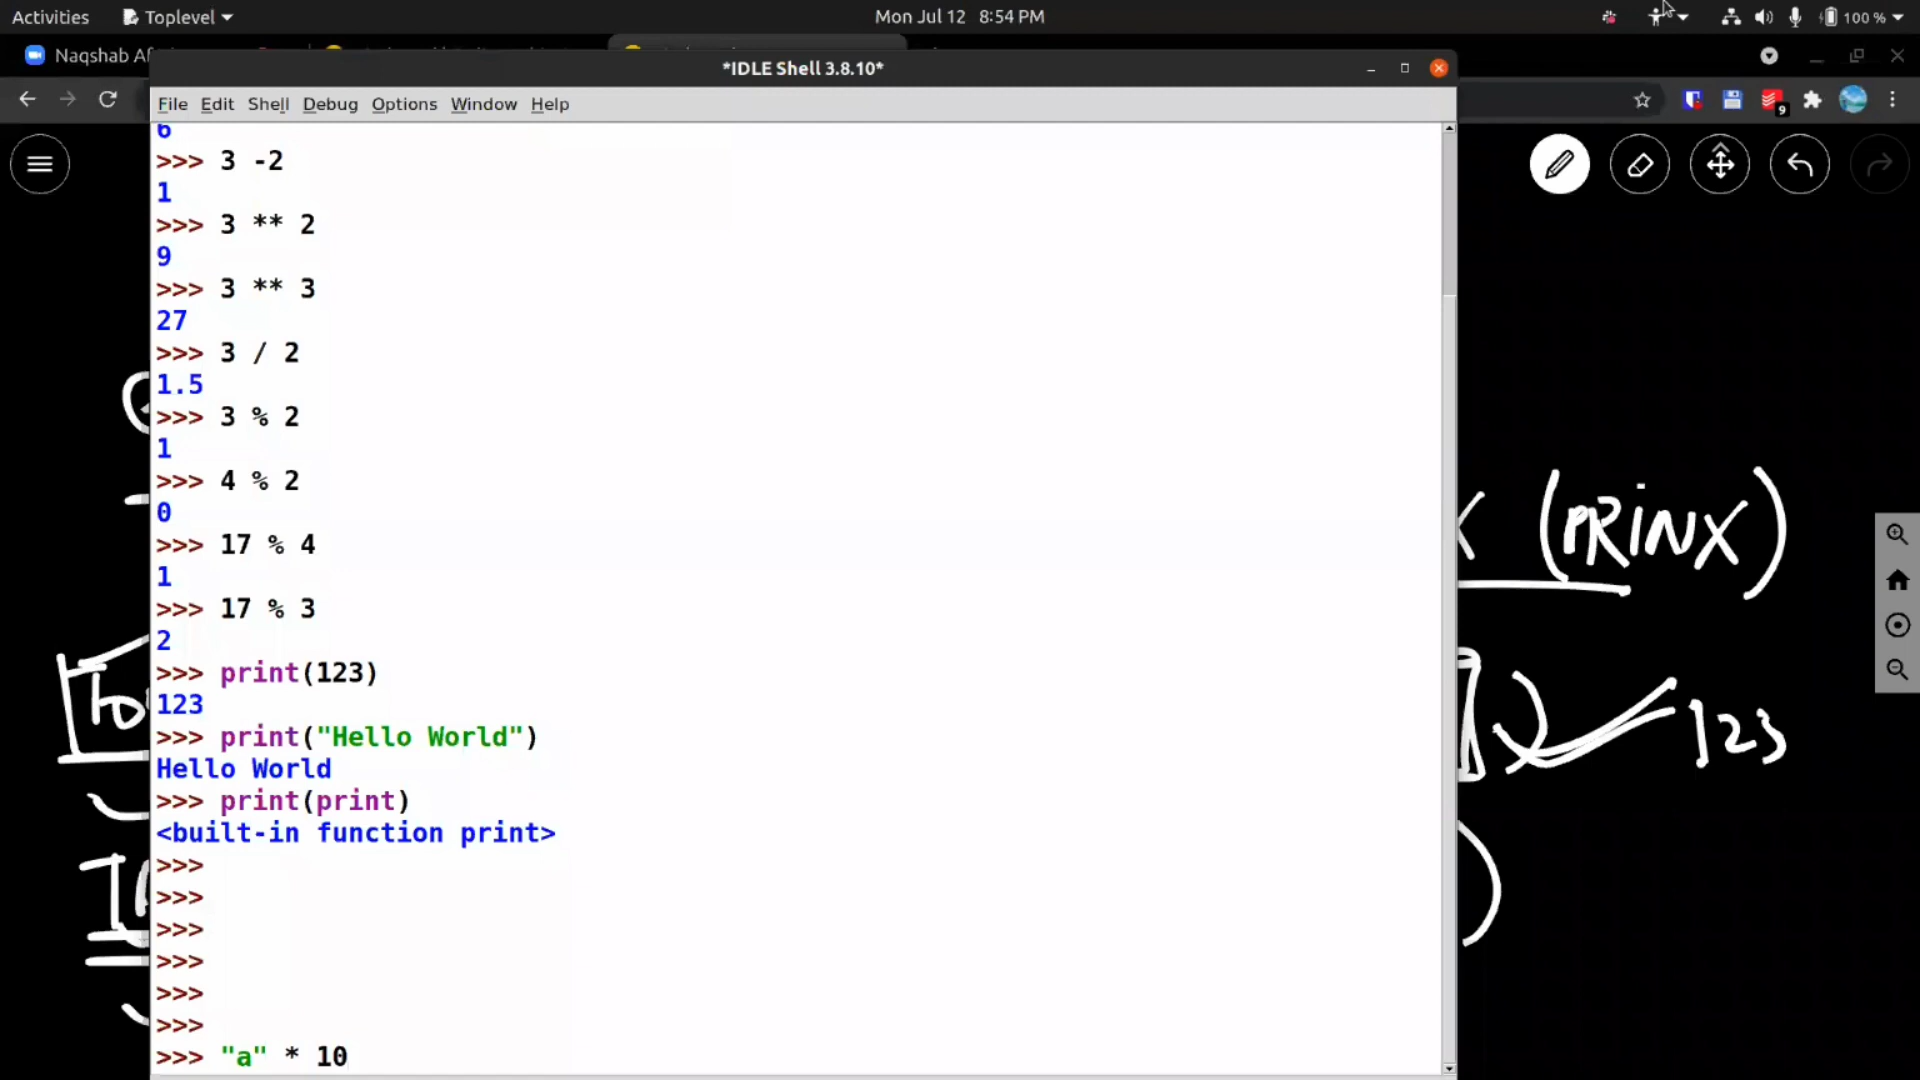 Activities Toplevel Mon Jul 12 8:54 PM 100 %
Naqshab
*IDLE Shell 3.8.10*
9
File Edit Shell Debug Options Window Help
6
>>> 3 -2
1
>>> 3 ** 2
9
>>> 3 ** 3
27
>>> 3 / 2
1.5
>>> 3 % 2
1
>>> 4 % 2
0
>>> 17 % 4
1
(PRiNX)
>>> 17 % 3
2
>>> print(123)
123
123
>>> print("Hello World")
Hello World
>>> print(print)
<built-in function print>
>>>
>>>
>>>
>>>
>>>
>>>
>>> "a" * 10